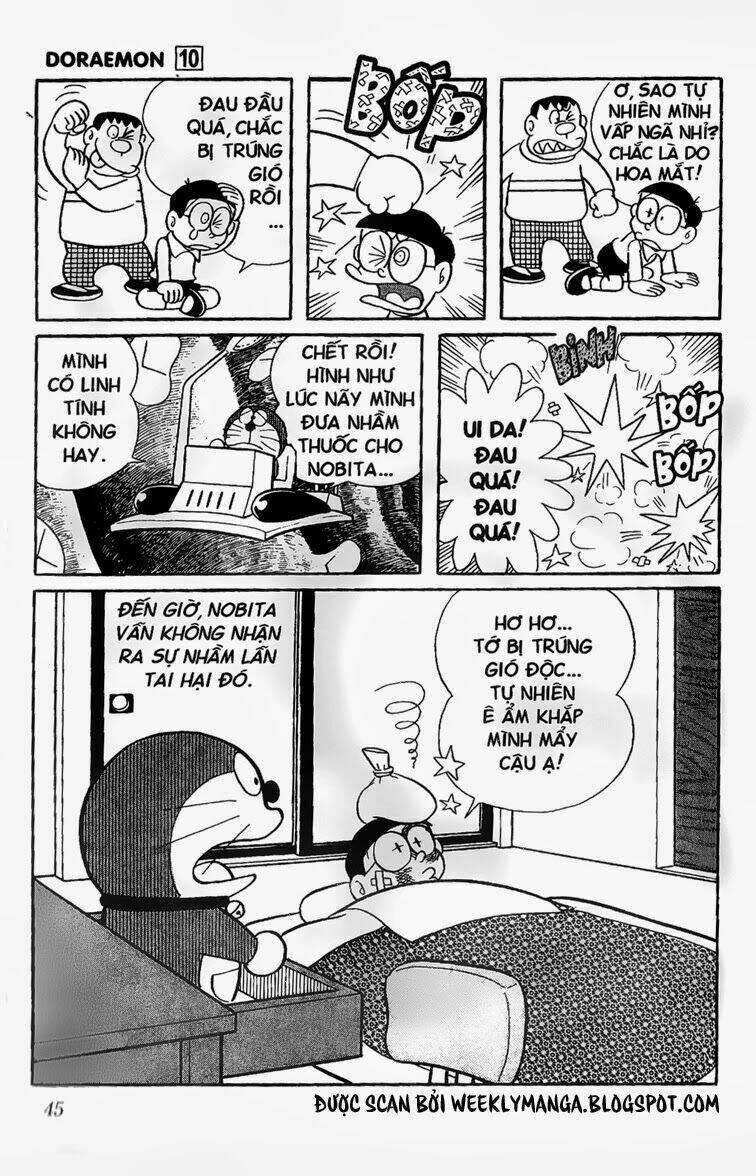 DORAEMON 10
ĐAU ĐẦU
QUÁ, CHẮC
BỊ TRÚNG
GIÓ
RỒI
...
BỐP
Ơ, SAO TỰ
NHIÊN MÌNH
VẤP NGÃ NHỈ?
CHẮC LÀ DO
HOA MẮT!
MÌNH
CÓ LINH
TÍNH
KHÔNG
HAY.
CHẾT RỒI!
HÌNH NHƯ
LÚC NÃY MÌNH
ĐƯA NHẦM
THUỐC CHO
NOBITA...
UI DA!
ĐAU
QUÁ!
ĐAU
QUÁ!
BINH
BỐP
BỐP
ĐẾN GIỜ, NOBITA
VẪN KHÔNG NHẬN
RA SỰ NHẦM LẪN
TAI HẠI ĐÓ.
HƠ HƠ...
TỚ BỊ TRÚNG
GIÓ ĐỘC...
TỰ NHIÊN
Ê ẨM KHẮP
MÌNH MẨY
CẬU Ạ!
45
ĐƯỢC SCAN BỞI WEEKLYMANGA.BLOGSPOT.COM